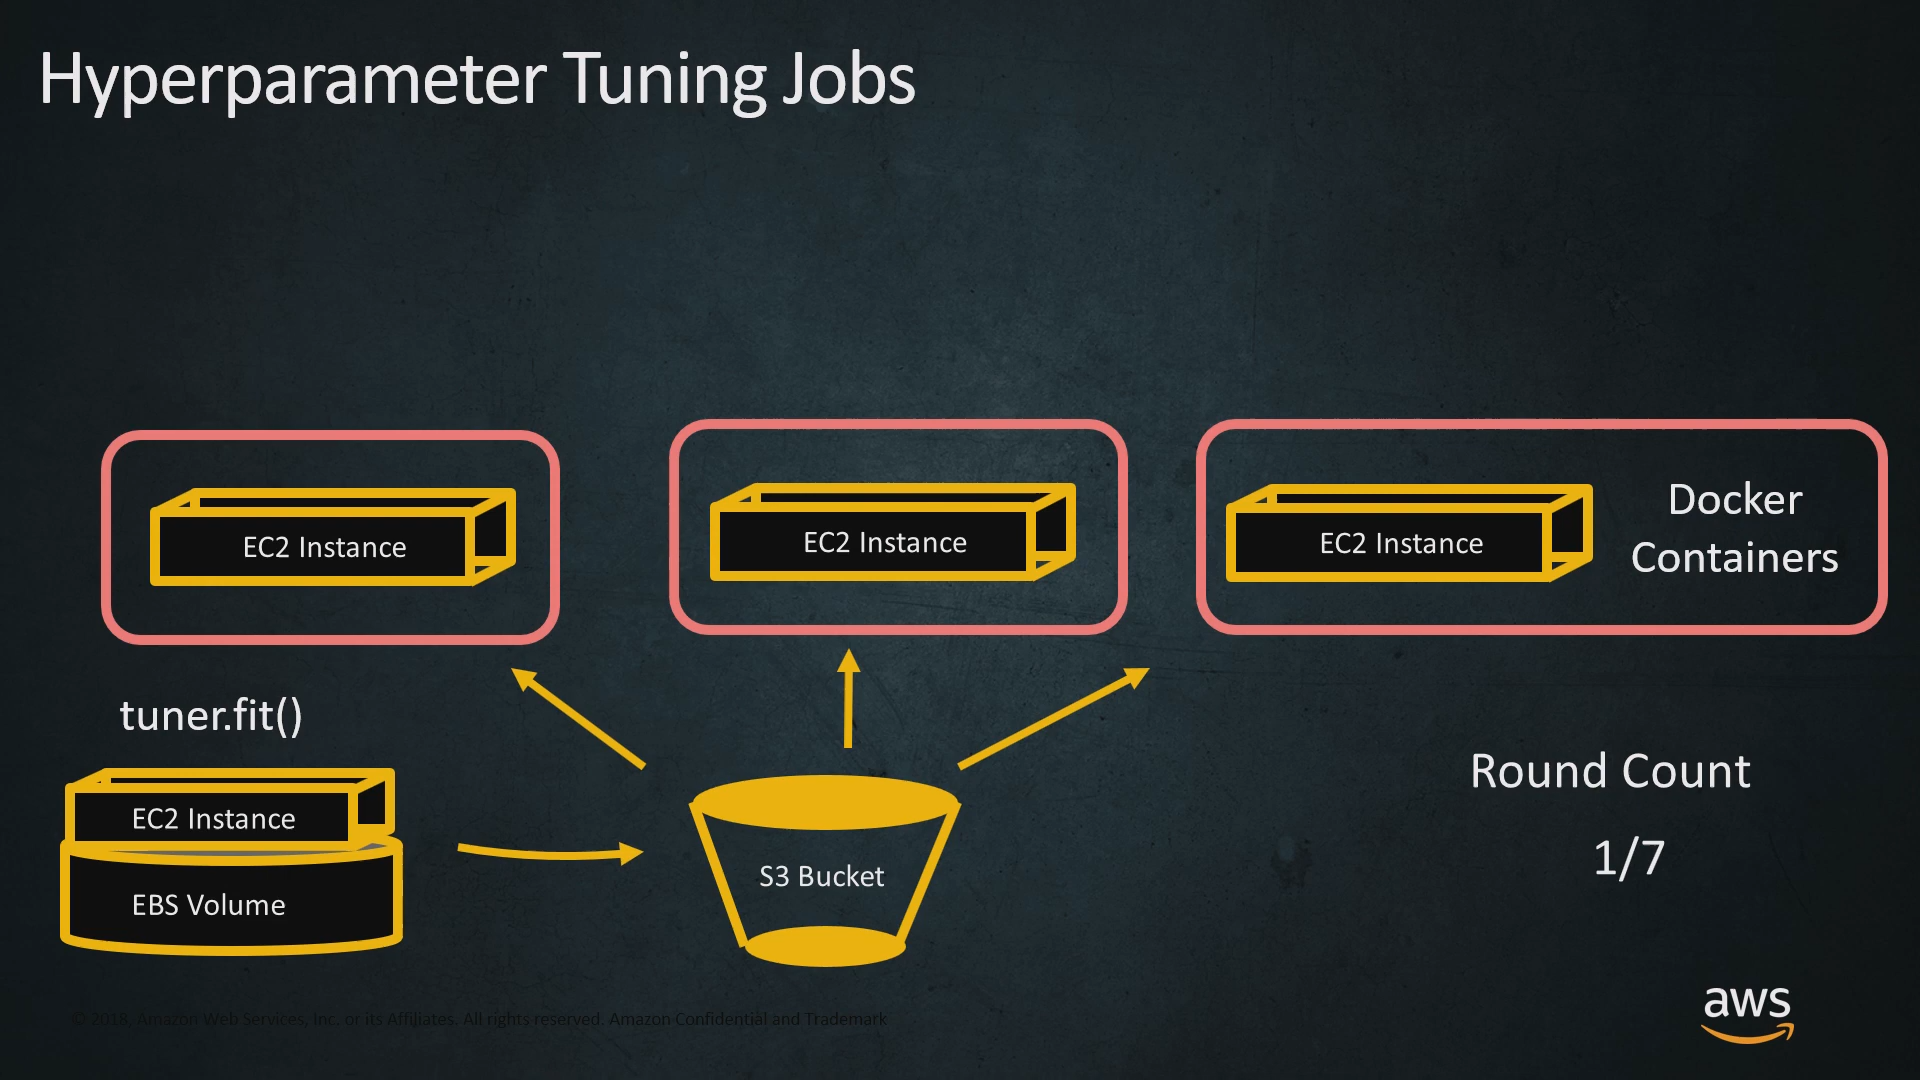 Hyperparameter Tuning Jobs
EC2 Instance
EC2 Instance
EC2 Instance
Docker
Containers
tuner.fit()
EC2 Instance
EBS Volume
S3 Bucket
Round Count
1/7
© 2018, Amazon Web Services, Inc. or its Affiliates. All rights reserved. Amazon Confidential and Trademark
aws